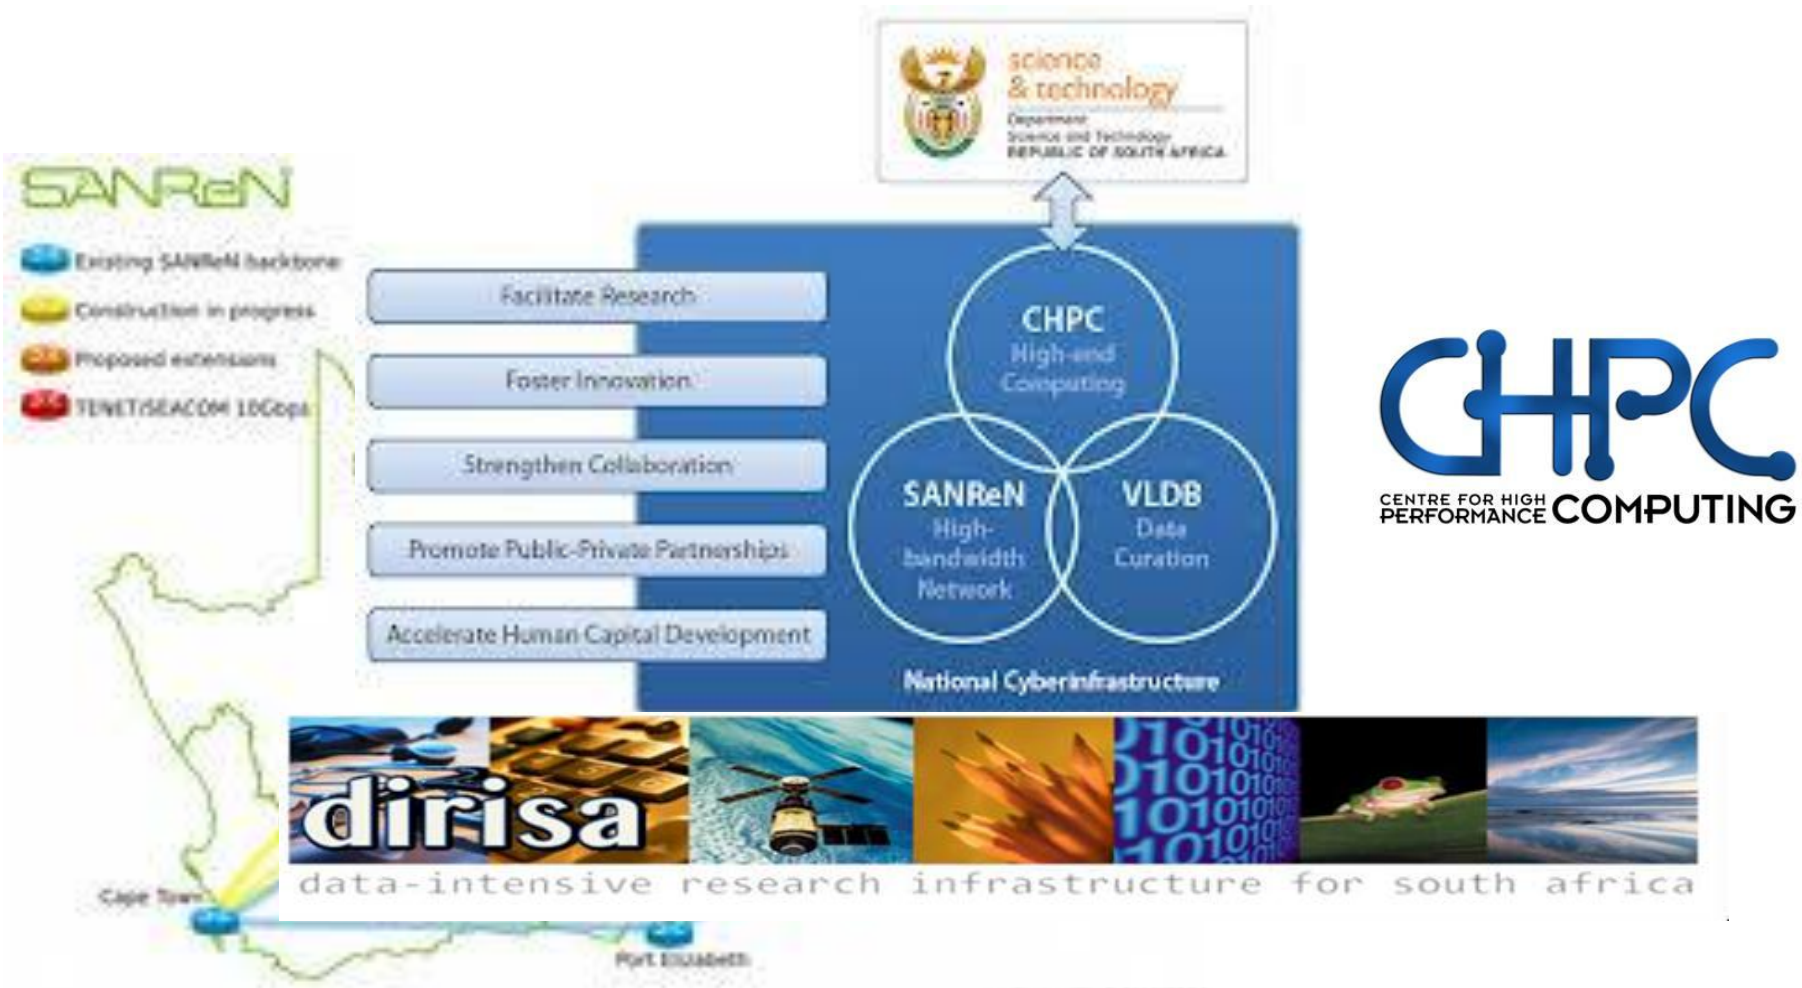 science
& technology
Department
Science and Technology
REPUBLIC OF SOUTH AFRICA
SANReN
Existing SANReN backbone
Construction in progress
Proposed extensions
TENET/SEACOM 10Gbps
Facilitate Research
Foster Innovation
Strengthen Collaboration
Promote Public-Private Partnerships
Accelerate Human Capital Development
CHPC
High-end
Computing
SANReN
High-
bandwidth
Network
VLDB
Data
Curation
National Cyberinfrastructure
CHPC
CENTRE FOR HIGH
PERFORMANCE COMPUTING
dirisa
data-intensive research infrastructure for south africa
Cape Town
Port Elizabeth